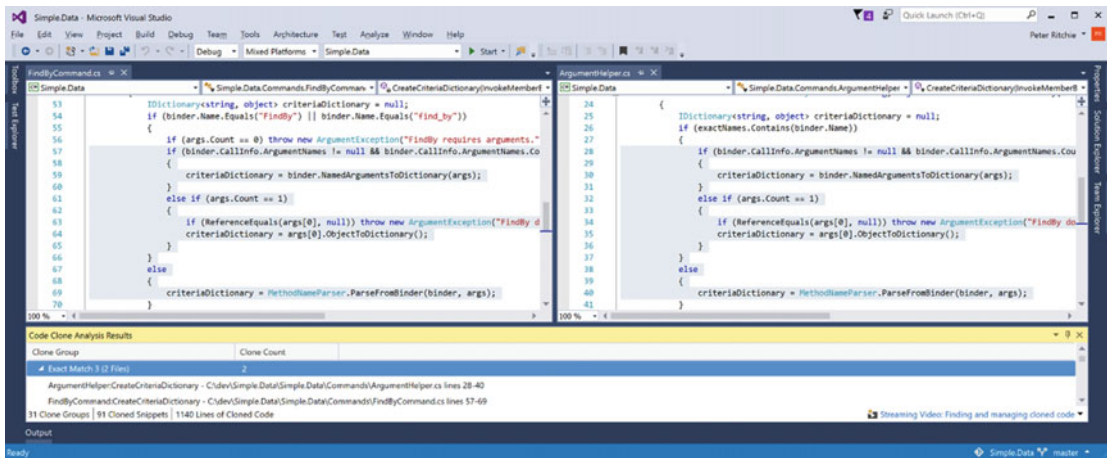 Simple.Data - Microsoft Visual Studio
Quick Launch (Ctrl+Q)
File Edit View Project Build Debug Team Tools Architecture Test Analyze Window Help
Peter Ritchie
Debug Mixed Platforms Simple.Data Start
Toolbox
Test Explorer
FindByCommand.cs
Simple.Data Simple.Data.Commands.FindByComman CreateCriteriaDictionary(InvokeMemberB
53 IDictionary<string, object> criteriaDictionary = null;
54 if (binder.Name.Equals("FindBy") || binder.Name.Equals("find_by"))
55 {
56 if (args.Count == 0) throw new ArgumentException("FindBy requires arguments."
57 if (binder.CallInfo.ArgumentNames != null && binder.CallInfo.ArgumentNames.Co
58 {
59 criteriaDictionary = binder.NamedArgumentsToDictionary(args);
60 }
61 else if (args.Count == 1)
62 {
63 if (ReferenceEquals(args[0], null)) throw new ArgumentException("FindBy d
64 criteriaDictionary = args[0].ObjectToDictionary();
65 }
66 }
67 else
68 {
69 criteriaDictionary = MethodNameParser.ParseFromBinder(binder, args);
70 }
100 %
ArgumentHelper.cs
Simple.Data Simple.Data.Commands.ArgumentHelper CreateCriteriaDictionary(InvokeMemberB
24 {
25 IDictionary<string, object> criteriaDictionary = null;
26 if (exactNames.Contains(binder.Name))
27 {
28 if (binder.CallInfo.ArgumentNames != null && binder.CallInfo.ArgumentNames.Cou
29 {
30 criteriaDictionary = binder.NamedArgumentsToDictionary(args);
31 }
32 else if (args.Count == 1)
33 {
34 if (ReferenceEquals(args[0], null)) throw new ArgumentException("FindBy do
35 criteriaDictionary = args[0].ObjectToDictionary();
36 }
37 }
38 else
39 {
40 criteriaDictionary = MethodNameParser.ParseFromBinder(binder, args);
41 }
100 %
Properties
Solution Explorer
Team Explorer
Code Clone Analysis Results
Clone Group Clone Count
Exact Match 3 (2 Files) 2
ArgumentHelper:CreateCriteriaDictionary - C:\dev\Simple.Data\Simple.Data\Commands\ArgumentHelper.cs lines 28-40
FindByCommand:CreateCriteriaDictionary - C:\dev\Simple.Data\Simple.Data\Commands\FindByCommand.cs lines 57-69
31 Clone Groups | 91 Cloned Snippets | 1140 Lines of Cloned Code
Streaming Video: Finding and managing cloned code
Output
Ready
Simple.Data master